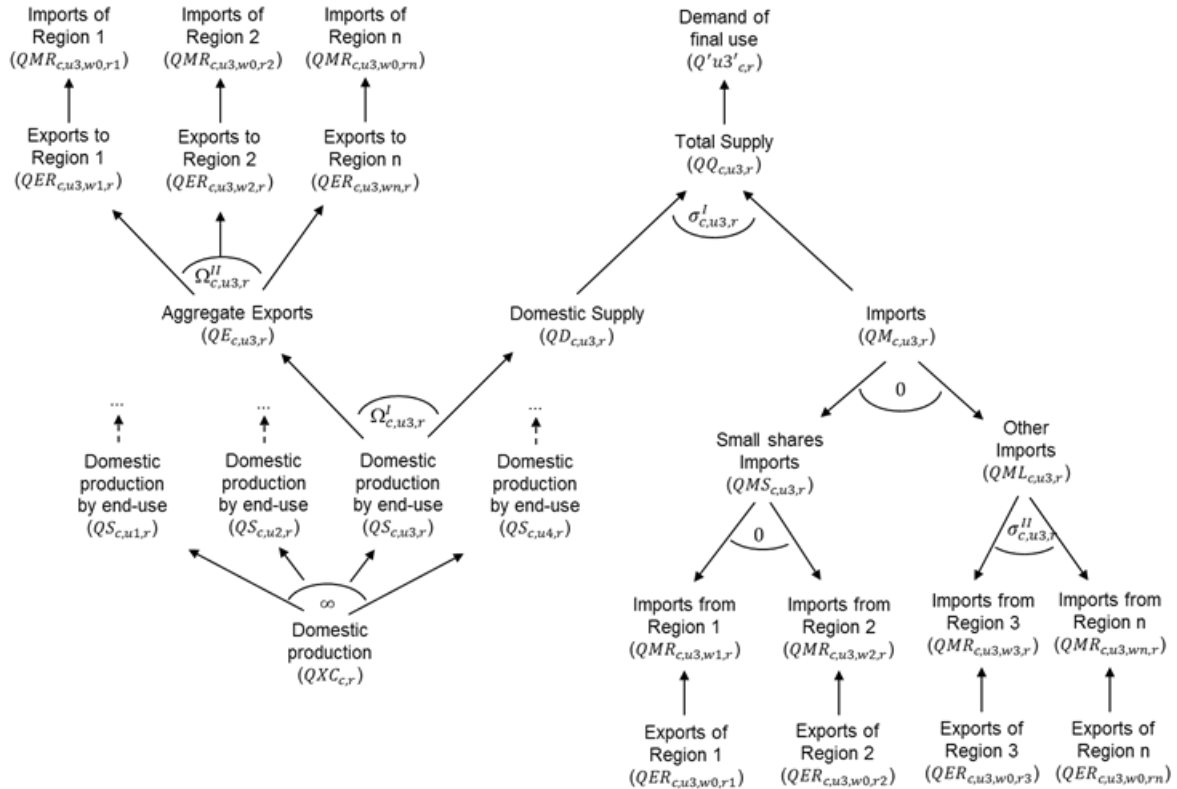 Imports of
Region 1
(QMR_{c,u3,w0,r1})
Imports of
Region 2
(QMR_{c,u3,w0,r2})
Imports of
Region n
(QMR_{c,u3,w0,rn})
Demand of
final use
(Q'u3'_{c,r})
Exports to
Region 1
(QER_{c,u3,w1,r})
Exports to
Region 2
(QER_{c,u3,w2,r})
Exports to
Region n
(QER_{c,u3,wn,r})
Total Supply
(QQ_{c,u3,r})
σ^{I}_{c,u3,r}
Ω^{II}_{c,u3,r}
Aggregate Exports
(QE_{c,u3,r})
Domestic Supply
(QD_{c,u3,r})
Imports
(QM_{c,u3,r})
0
Ω^{I}_{c,u3,r}
...
...
...
Small shares
Imports
(QMS_{c,u3,r})
Other
Imports
(QML_{c,u3,r})
Domestic
production
by end-use
(QS_{c,u1,r})
Domestic
production
by end-use
(QS_{c,u2,r})
Domestic
production
by end-use
(QS_{c,u3,r})
Domestic
production
by end-use
(QS_{c,u4,r})
0
σ^{II}_{c,u3,r}
∞
Domestic
production
(QXC_{c,r})
Imports from
Region 1
(QMR_{c,u3,w1,r})
Imports from
Region 2
(QMR_{c,u3,w2,r})
Imports from
Region 3
(QMR_{c,u3,w3,r})
Imports from
Region n
(QMR_{c,u3,wn,r})
Exports of
Region 1
(QER_{c,u3,w0,r1})
Exports of
Region 2
(QER_{c,u3,w0,r2})
Exports of
Region 3
(QER_{c,u3,w0,r3})
Exports of
Region n
(QER_{c,u3,w0,rn})